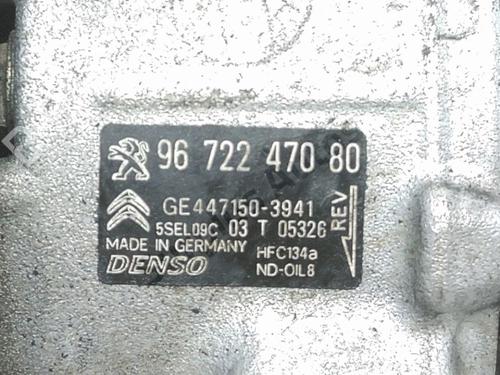 96 722 470 80
GE447150-3941
5SEL09C 03 T 05326
MADE IN GERMANY HFC134a
DENSO ND-OIL8
REV